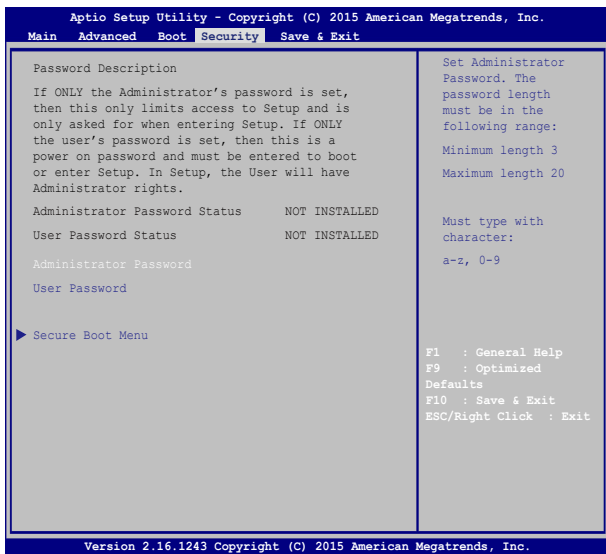 Aptio Setup Utility - Copyright (C) 2015 American Megatrends, Inc.
Main Advanced Boot Security Save & Exit
Password Description
If ONLY the Administrator's password is set,
then this only limits access to Setup and is
only asked for when entering Setup. If ONLY
the user's password is set, then this is a
power on password and must be entered to boot
or enter Setup. In Setup, the User will have
Administrator rights.
Administrator Password Status NOT INSTALLED
User Password Status NOT INSTALLED
Administrator Password
User Password
Secure Boot Menu
Set Administrator
Password. The
password length
must be in the
following range:
Minimum length 3
Maximum length 20
Must type with
character:
a-z, 0-9
F1 : General Help
F9 : Optimized
Defaults
F10 : Save & Exit
ESC/Right Click : Exit
Version 2.16.1243 Copyright (C) 2015 American Megatrends, Inc.